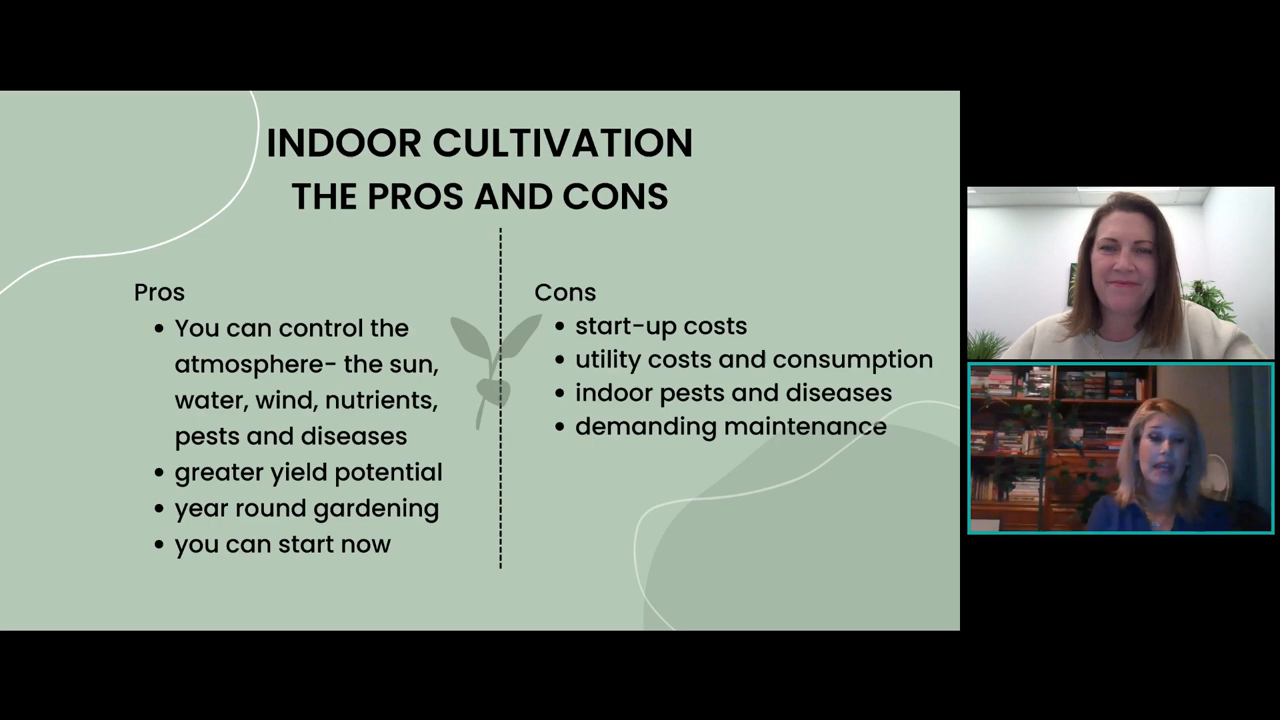 INDOOR CULTIVATION
THE PROS AND CONS
Pros
• You can control the
atmosphere- the sun,
water, wind, nutrients,
pests and diseases
• greater yield potential
• year round gardening
• you can start now
Cons
• start-up costs
• utility costs and consumption
• indoor pests and diseases
• demanding maintenance